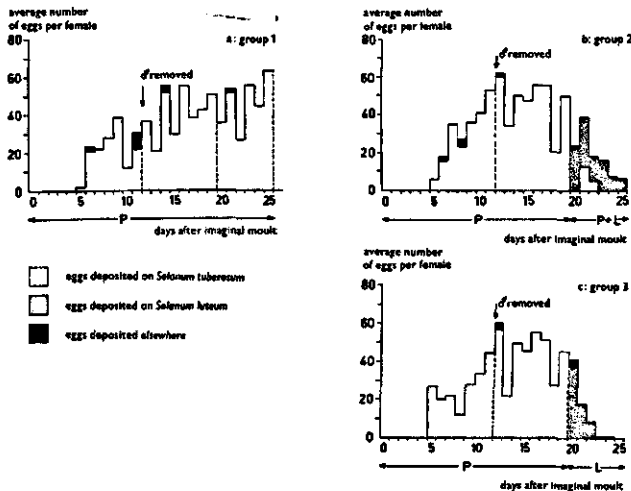 average number
of eggs per female
a: group 1
80
♂ removed
60
40
20
0
0 5 10 15 20 25
P
days after imaginal moult
eggs deposited on Solanum tuberosum
eggs deposited on Solanum luteum
eggs deposited elsewhere
average number
of eggs per female
b: group 2
80
♂ removed
60
40
20
0
0 5 10 15 20 25
P P+L
days after imaginal moult
average number
of eggs per female
c: group 3
80
♂ removed
60
40
20
0
0 5 10 15 20 25
P L
days after imaginal moult